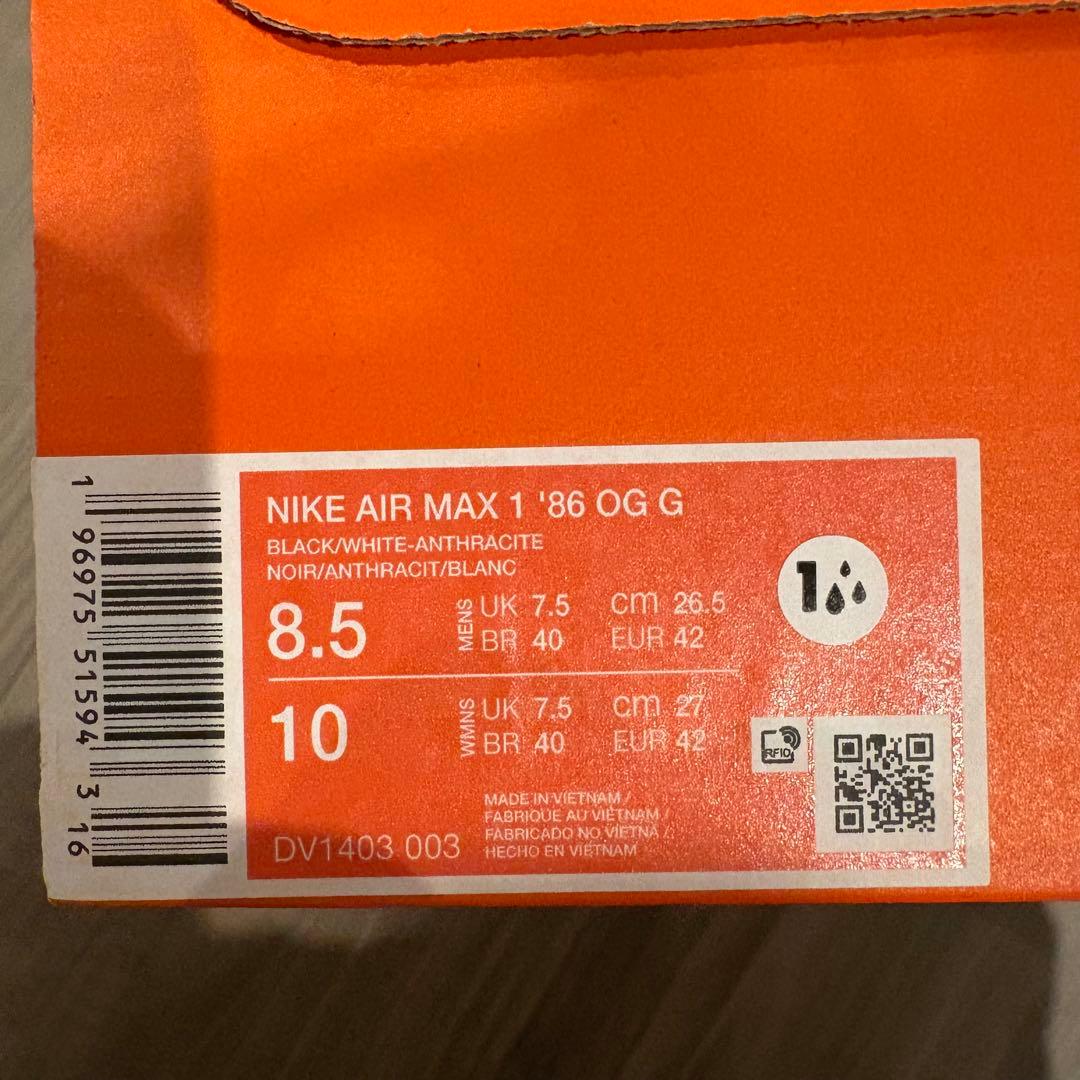 NIKE AIR MAX 1 '86 OG G
BLACK/WHITE-ANTHRACITE
NOIR/ANTHRACIT/BLANC
8.5 MENS UK 7.5 cm 26.5
BR 40 EUR 42
10 WMNS UK 7.5 cm 27
BR 40 EUR 42
MADE IN VIETNAM /
FABRIQUE AU VIETNAM /
FABRICADO NO VIETNÃ /
HECHO EN VIETNAM
DV1403 003
1
RFID
1 96975 51594 3 16